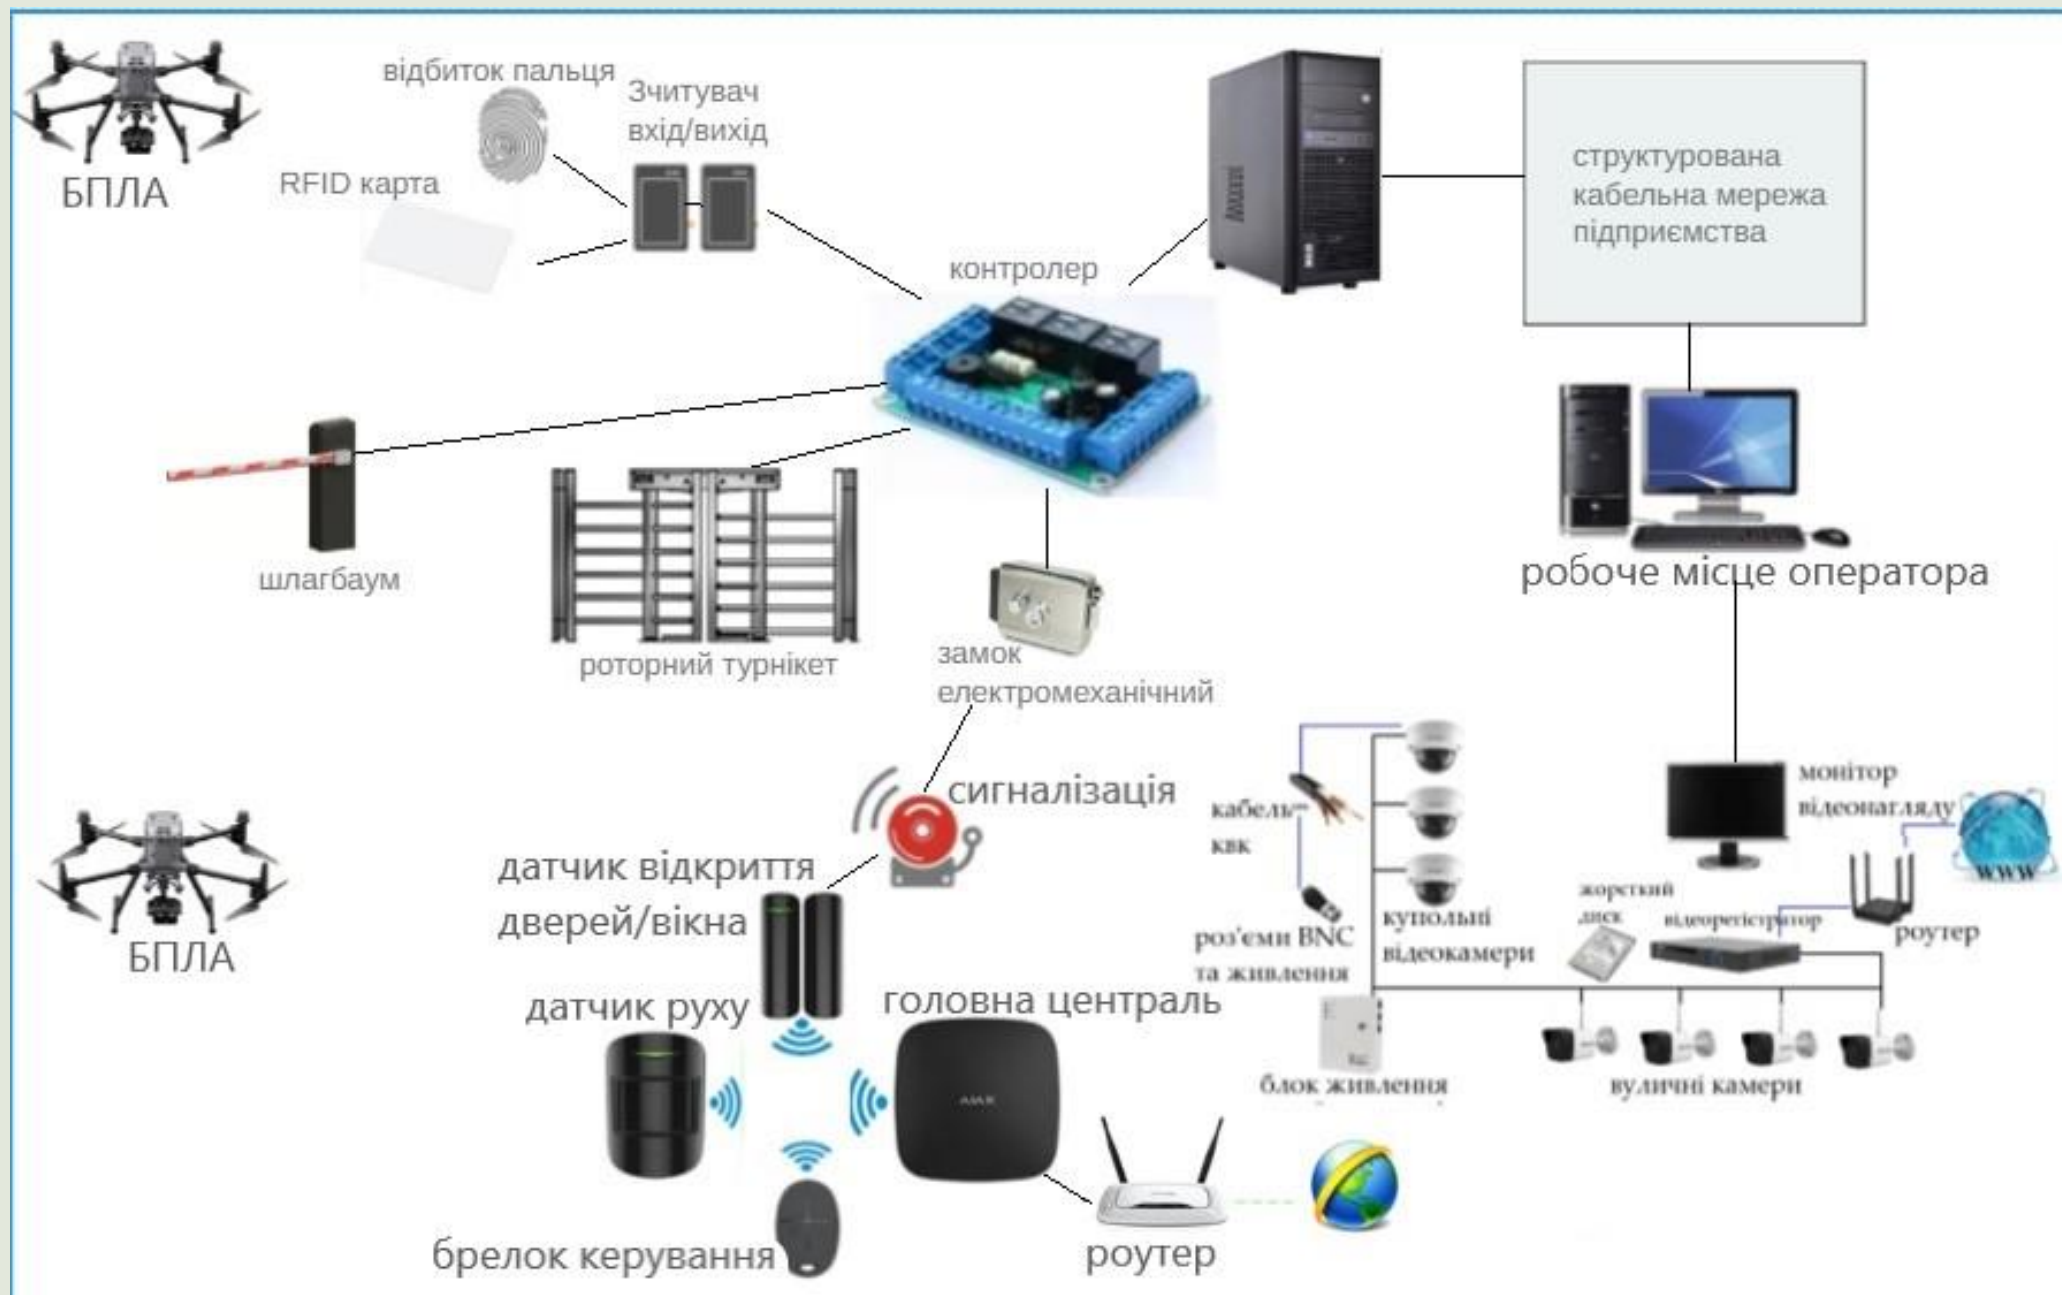 БПЛА
відбиток пальця
RFID карта
Зчитувач
вхід/вихід
контролер
структурована
кабельна мережа
підприємства
шлагбаум
роторний турнікет
замок
електромеханічний
робоче місце оператора
БПЛА
сигналізація
датчик відкриття
дверей/вікна
датчик руху
головна централь
AJAX
брелок керування
роутер
кабель
квк
роз'єми BNC
та живлення
купольні
відеокамери
блок живлення
монітор
відеонагляду
WWW
жорсткий
диск
відеорегістратор
роутер
вуличні камери